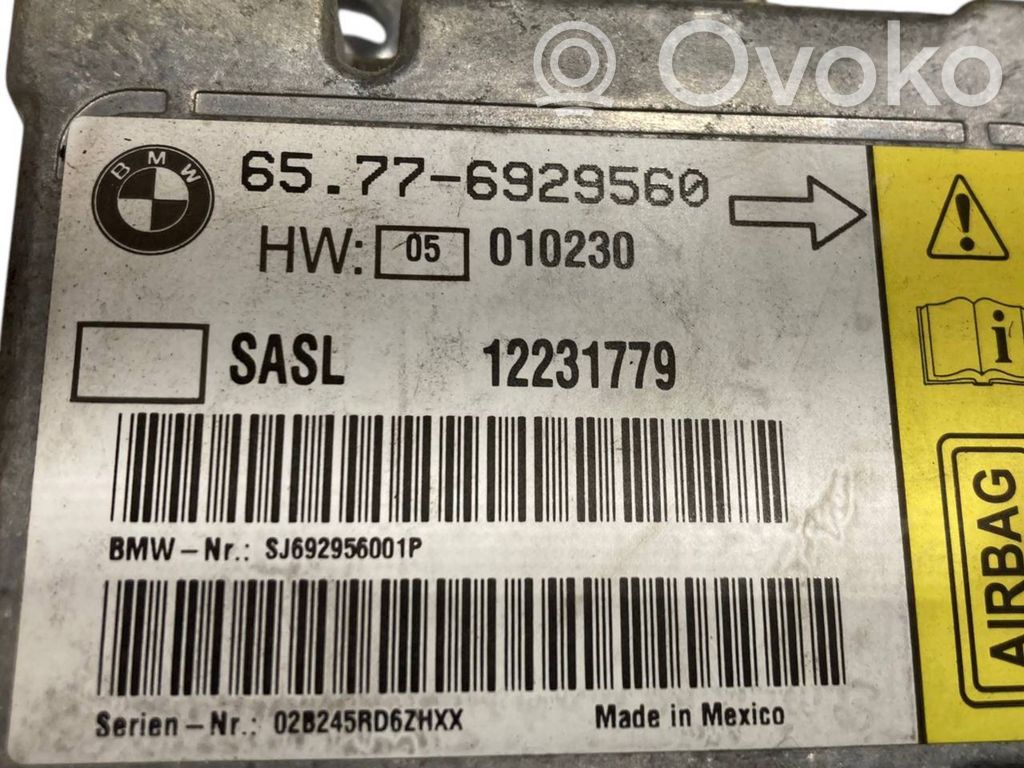 Ovoko
BMW
65.77-6929560
HW: 05 010230
SASL 12231779
BMW-Nr.: SJ692956001P
Serien-Nr.: 02B245RD6ZHXX Made in Mexico
AIRBAG